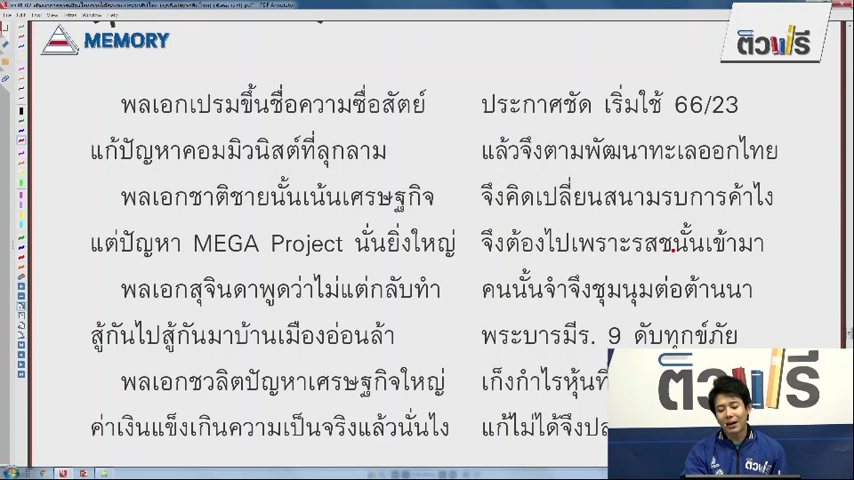 MEMORY
ติวฟรี
พลเอกเปรมขึ้นชื่อความซื่อสัตย์ ประกาศชัด เริ่มใช้ 66/23
แก้ปัญหาคอมมิวนิสต์ที่ลุกลาม แล้วจึงตามพัฒนาทะเลออกไทย
พลเอกชาติชายนั้นเน้นเศรษฐกิจ จึงคิดเปลี่ยนสนามรบการค้าไง
แต่ปัญหา MEGA Project นั่นยิ่งใหญ่ จึงต้องไปเพราะรสช.นั้นเข้ามา
พลเอกสุจินดาพูดว่าไม่แต่กลับทำ คนนั้นจำจึงชุมนุมต่อต้านนา
สู้กันไปสู้กันมาบ้านเมืองอ่อนล้า พระบารมีร. 9 ดับทุกข์ภัย
พลเอกชวลิตปัญหาเศรษฐกิจใหญ่ เก็งกำไรหุ้นที่
ค่าเงินแข็งเกินความเป็นจริงแล้วนั่นไง แก้ไม่ได้จึง
ติวฟรี
ติวฟรี